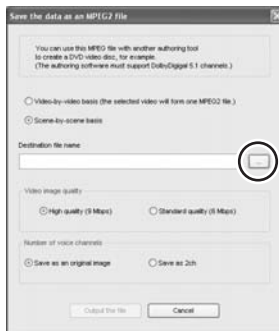 Save the data as an MPEG2 file
You can use this MPEG file with another authoring tool
to create a DVD video disc, for example.
(The authoring software must support DolbyDigigal 5.1 channels.)
Video-by-video basis (the selected video will form one MPEG2 file.)
Scene-by-scene basis
Destination file name
...
Video image quality
High quality (9 Mbps)
Standard quality (6 Mbps)
Number of voice channels
Save as an original image
Save as 2ch
Output the file
Cancel